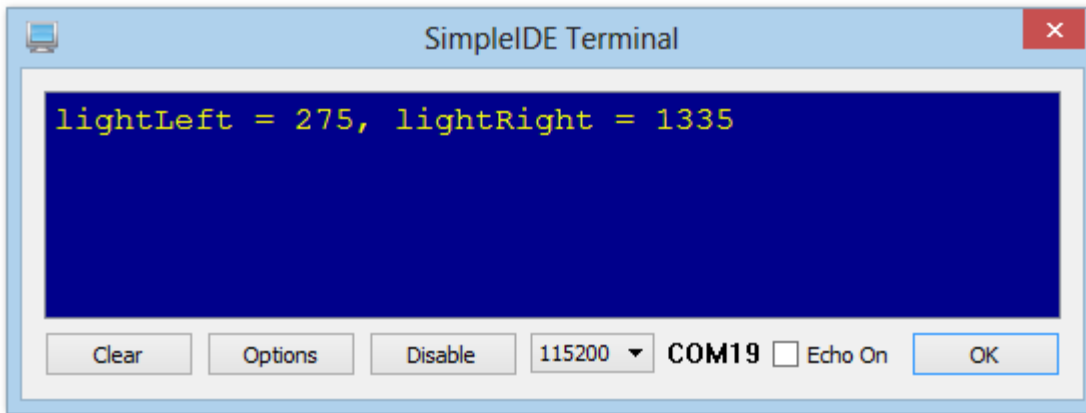 SimpleIDE Terminal
lightLeft = 275, lightRight = 1335
Clear Options Disable 115200 COM19 Echo On OK